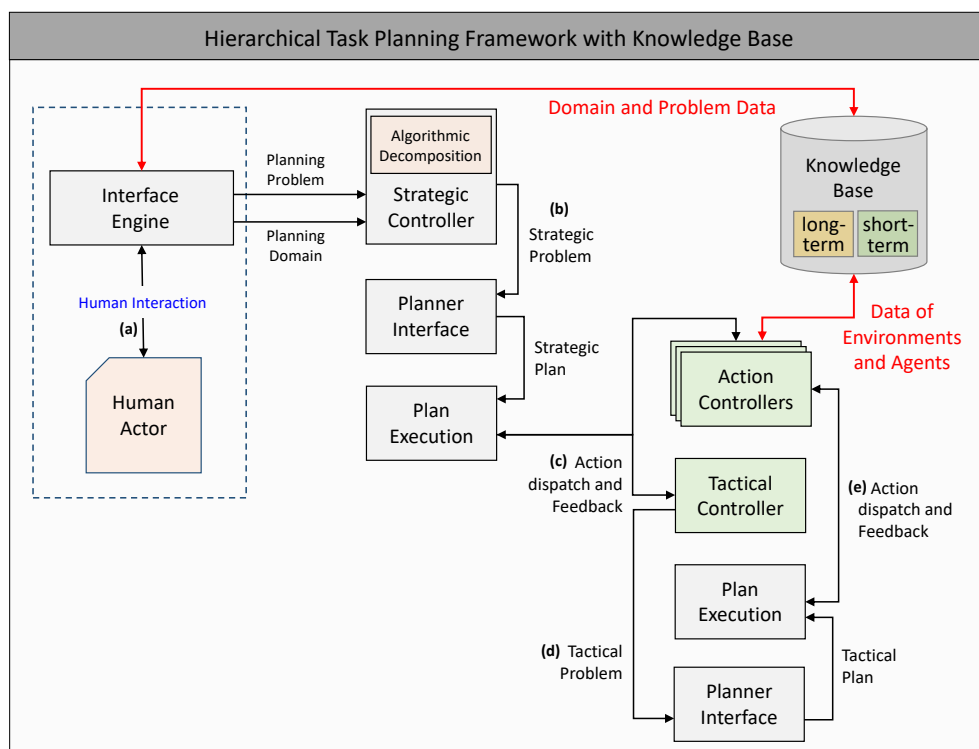 Hierarchical Task Planning Framework with Knowledge Base
Domain and Problem Data
Interface
Engine
Planning
Problem
Planning
Domain
Algorithmic
Decomposition
Strategic
Controller
(b)
Strategic
Problem
Knowledge
Base
long-
term
short-
term
Human Interaction
(a)
Human
Actor
Planner
Interface
Strategic
Plan
Plan
Execution
Data of
Environments
and Agents
Action
Controllers
(c) Action
dispatch and
Feedback
Tactical
Controller
(e) Action
dispatch and
Feedback
Plan
Execution
(d) Tactical
Problem
Tactical
Plan
Planner
Interface